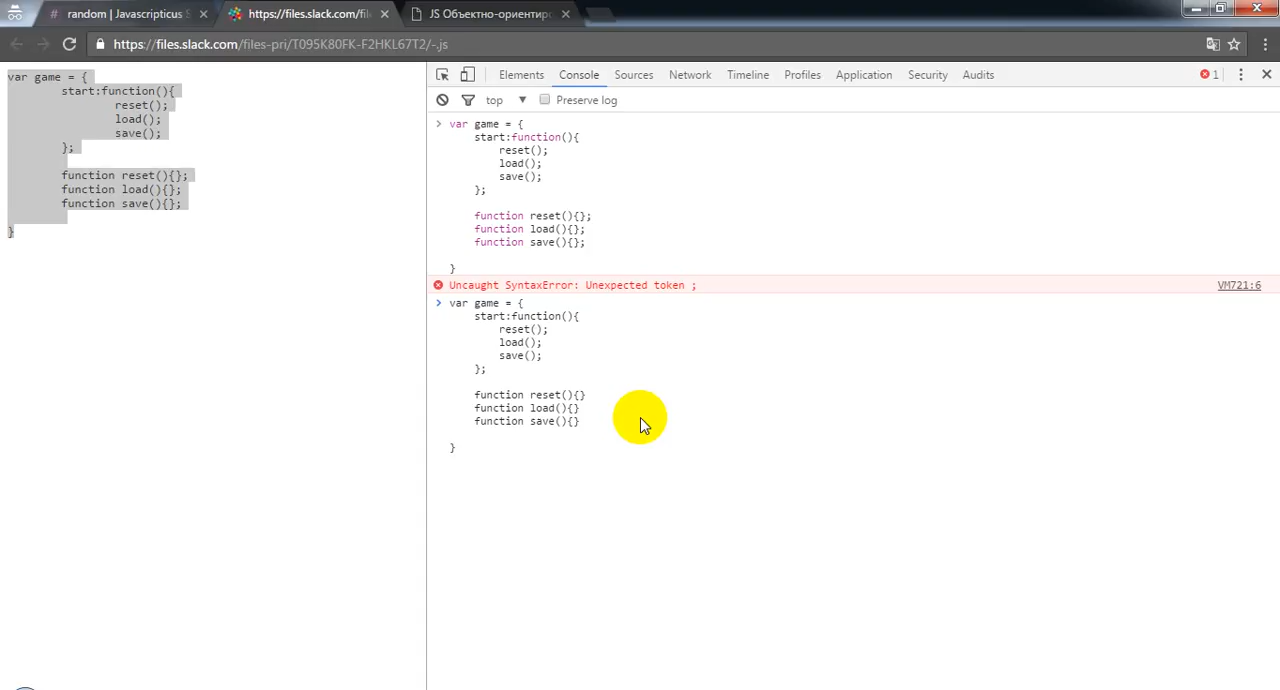 random | Javascripticus S
https://files.slack.com/fil
JS Объектно-ориентиро
https://files.slack.com/files-pri/T095K80FK-F2HKL67T2/-.js
var game = {
start:function(){
reset();
load();
save();
};
function reset(){};
function load(){};
function save(){};
}
Elements Console Sources Network Timeline Profiles Application Security Audits 1
top Preserve log
var game = {
start:function(){
reset();
load();
save();
};
function reset(){};
function load(){};
function save(){};
}
Uncaught SyntaxError: Unexpected token ; VM721:6
var game = {
start:function(){
reset();
load();
save();
};
function reset(){}
function load(){}
function save(){}
}